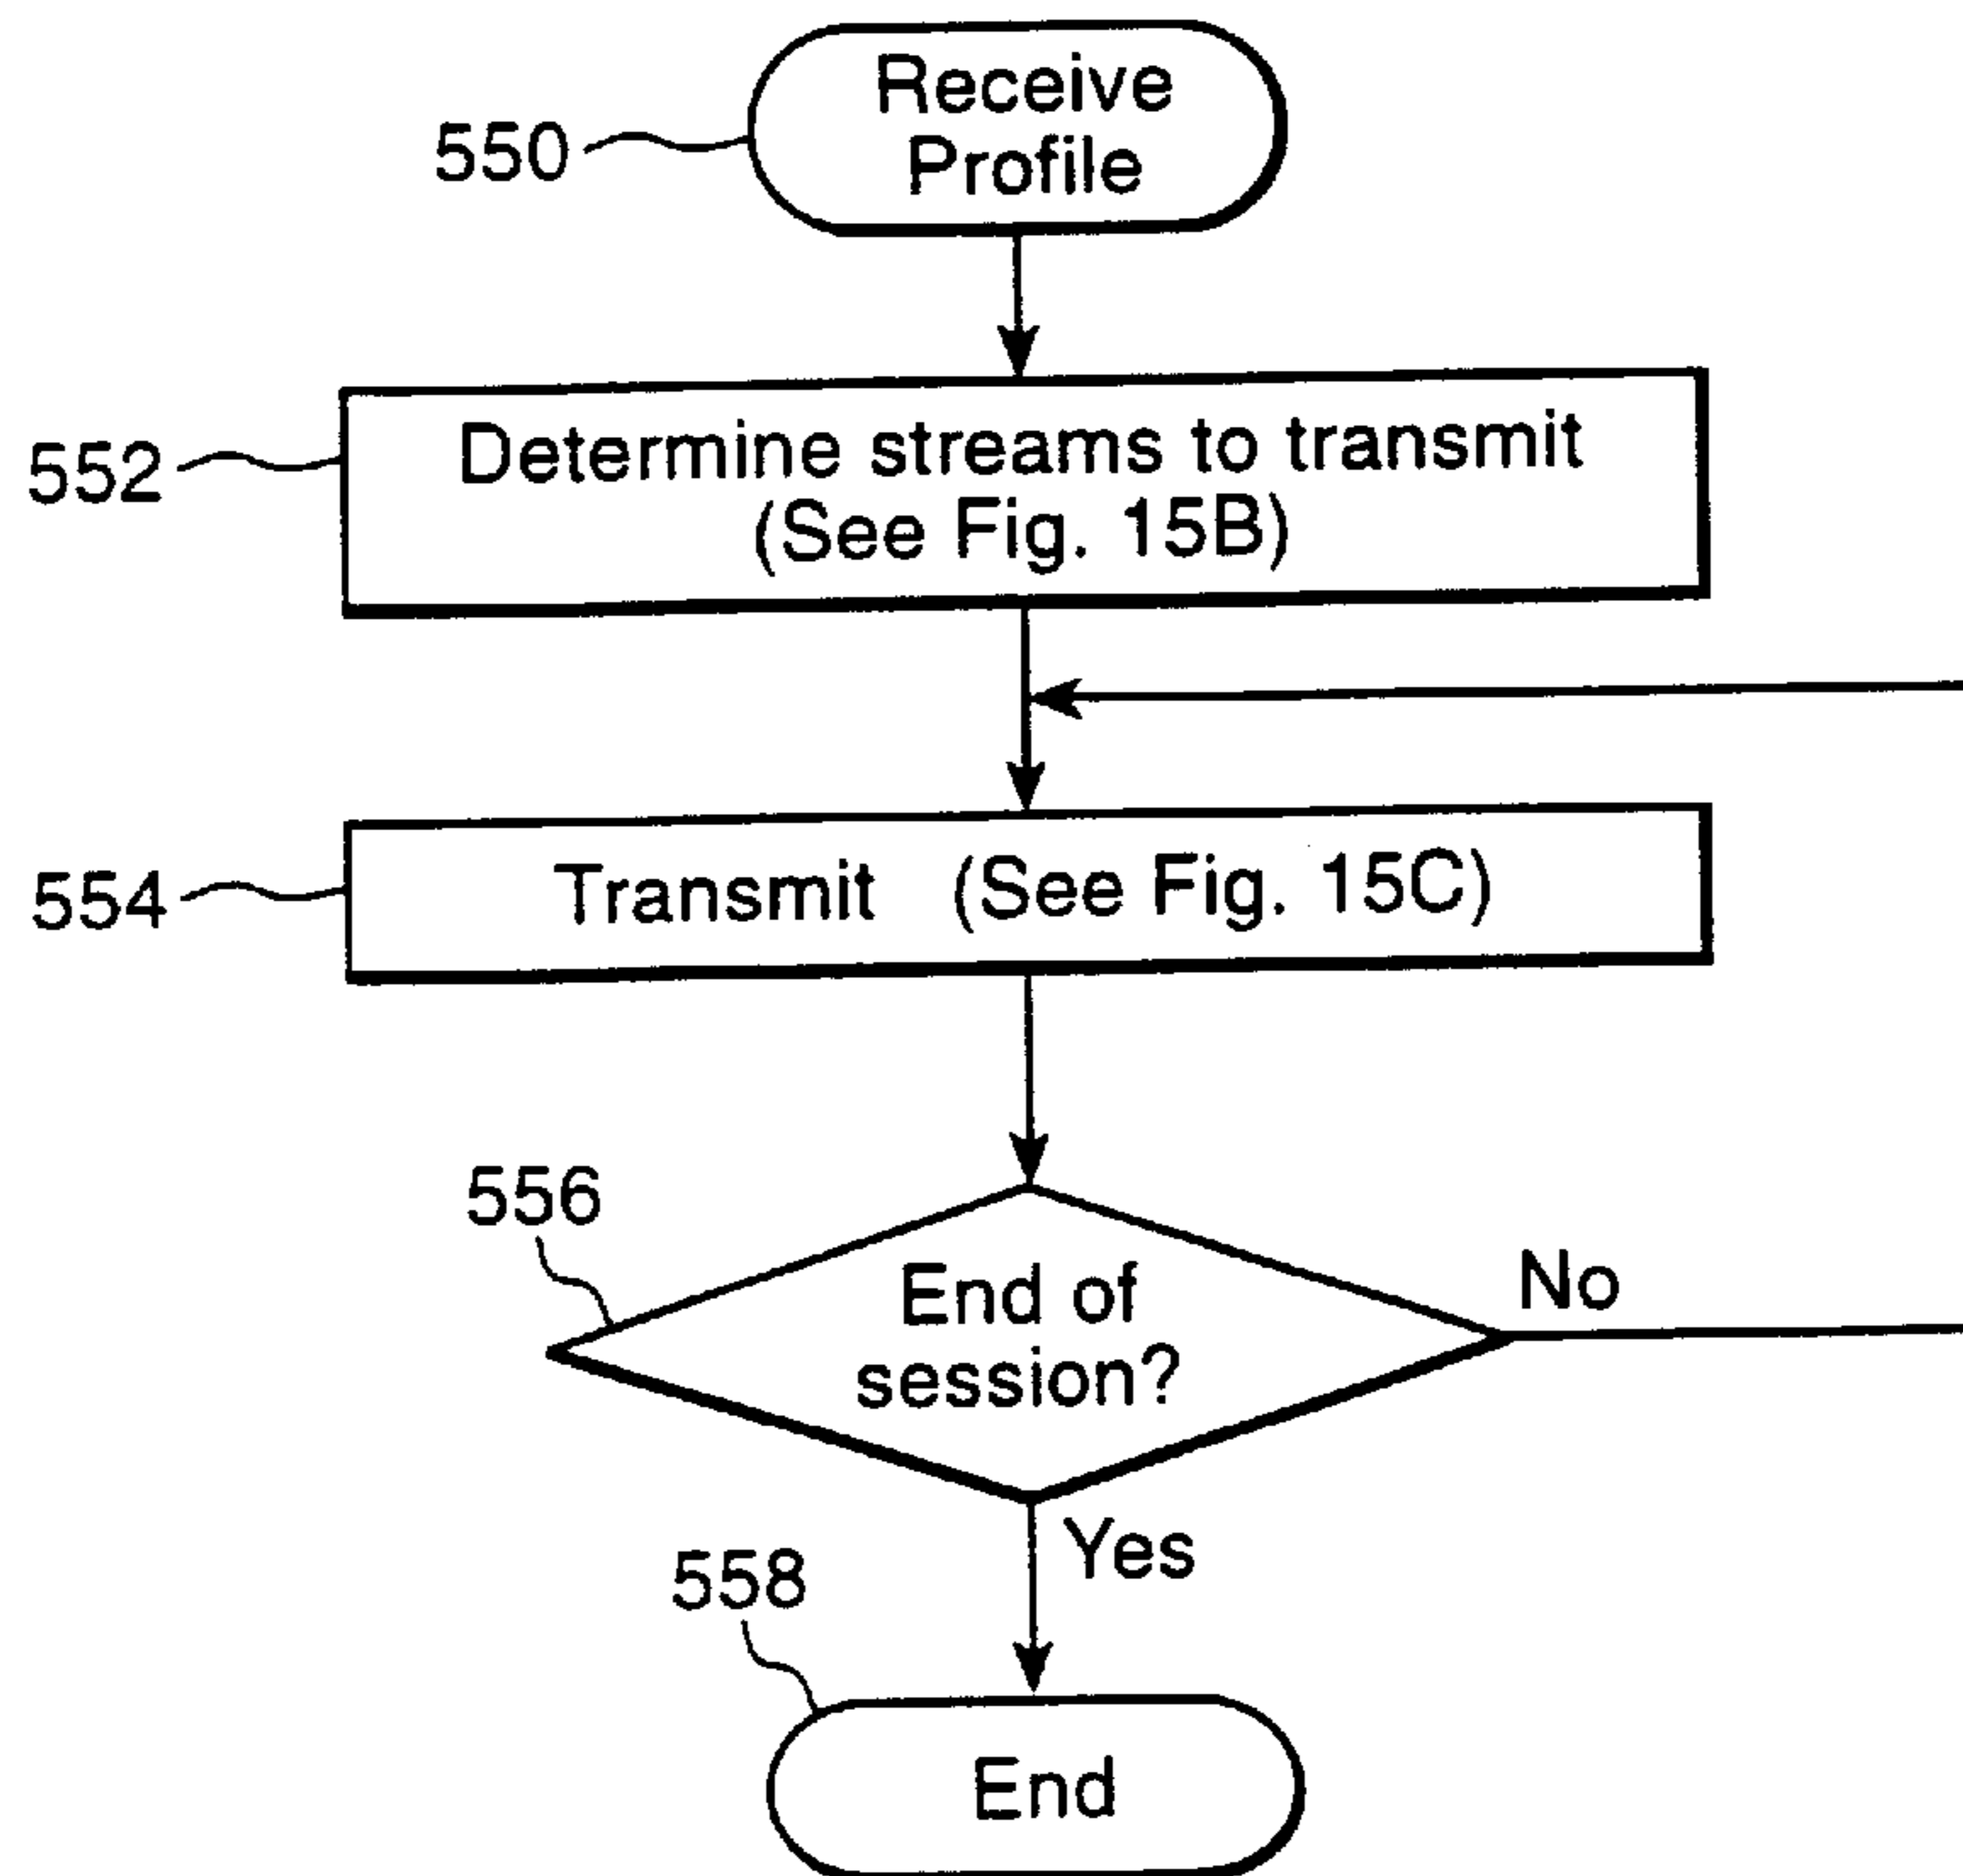 Receive
Profile
550
552
Determine streams to transmit
(See Fig. 15B)
554
Transmit (See Fig. 15C)
556
End of
session?
No
Yes
558
End